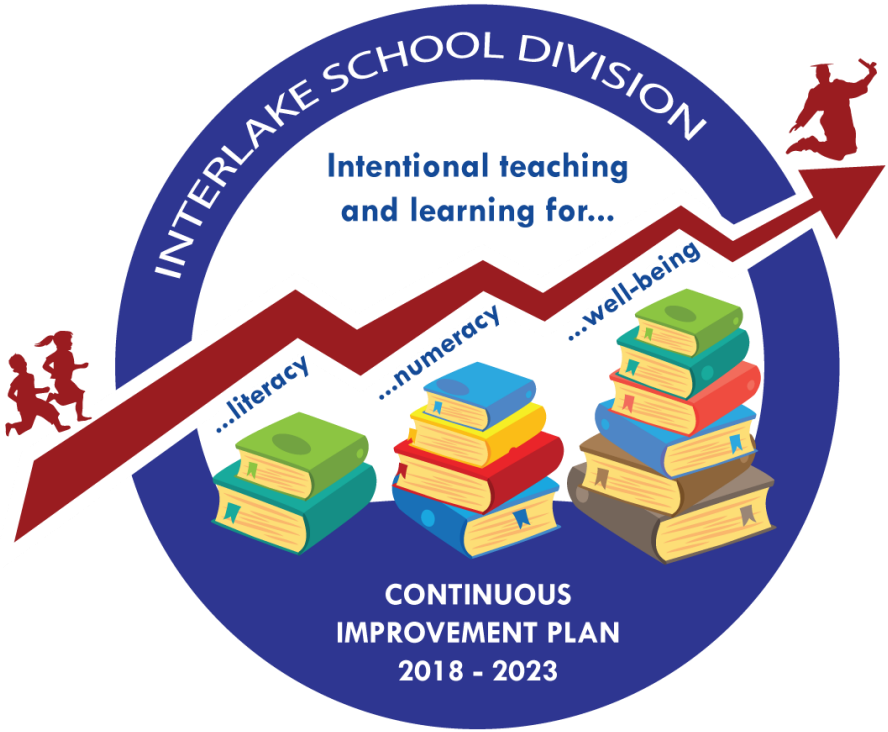 INTERLAKE SCHOOL DIVISION
Intentional teaching
and learning for...
...literacy
...numeracy
...well-being
CONTINUOUS
IMPROVEMENT PLAN
2018 - 2023